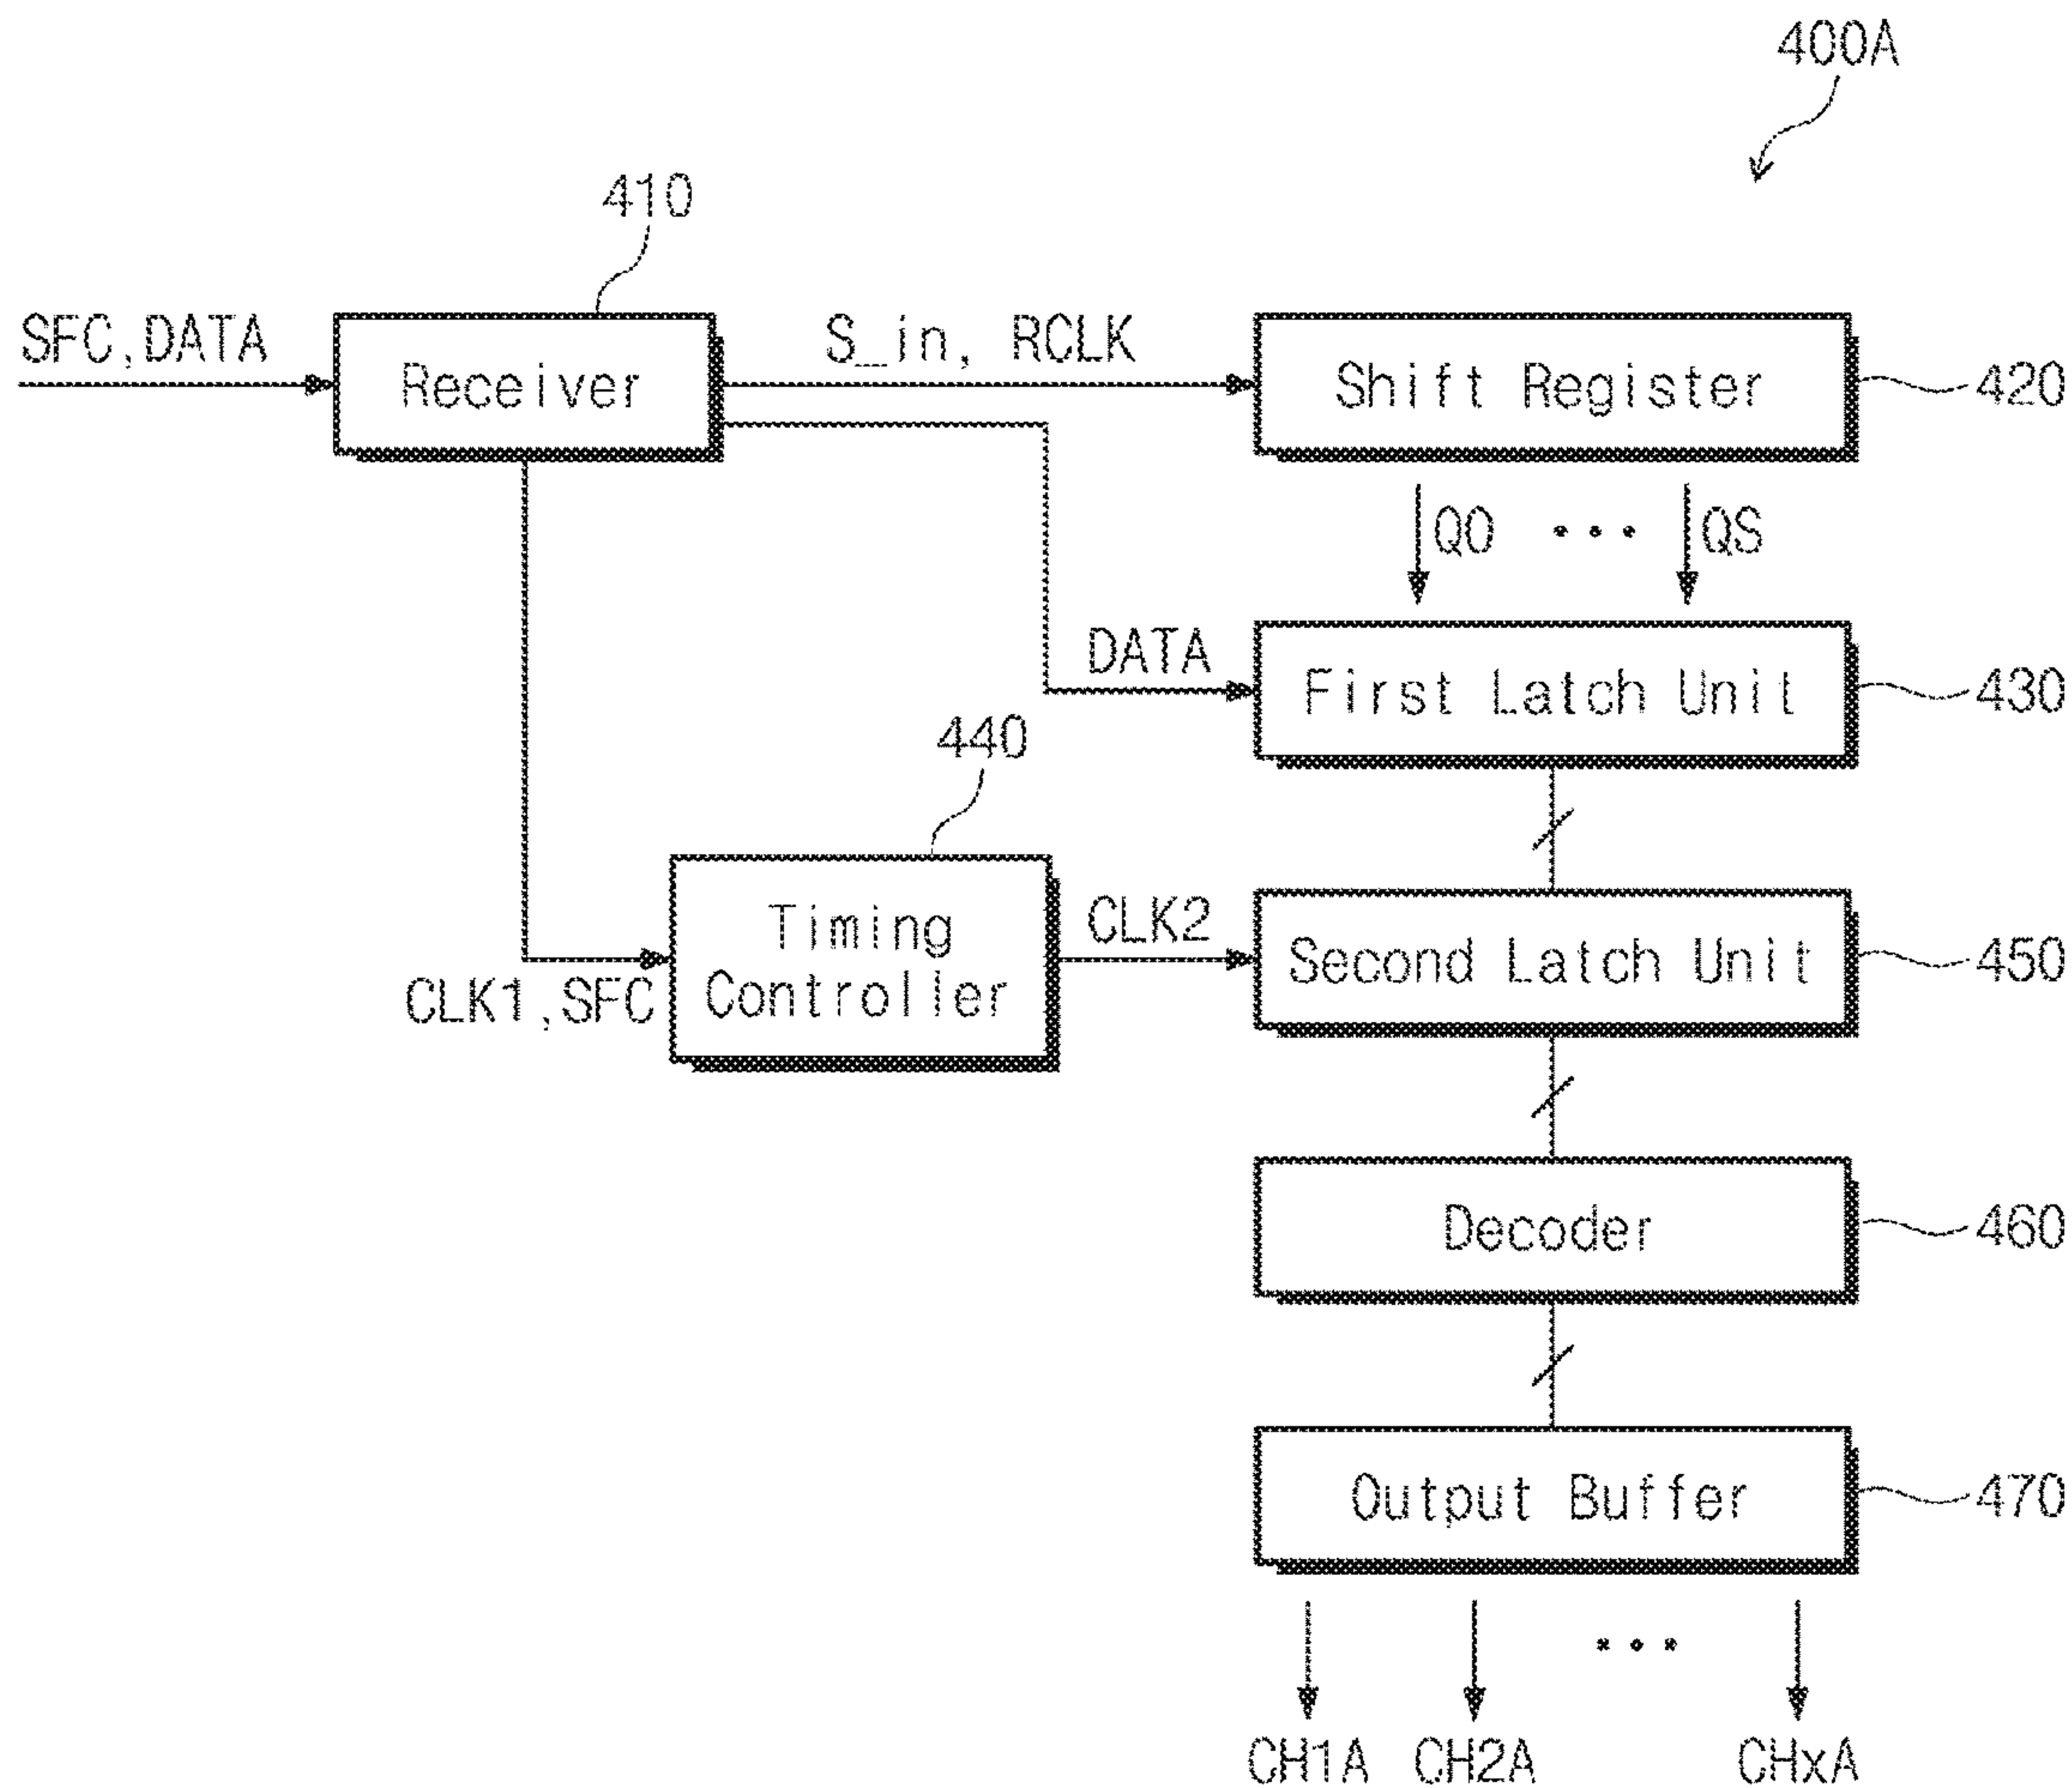 400A
410
SFC,DATA
Receiver
S_in, RCLK
Shift Register
420
Q0 ... QS
DATA
First Latch Unit
430
440
Timing
Controller
CLK1,SFC
CLK2
Second Latch Unit
450
Decoder
460
Output Buffer
470
...
CH1A CH2A CHxA